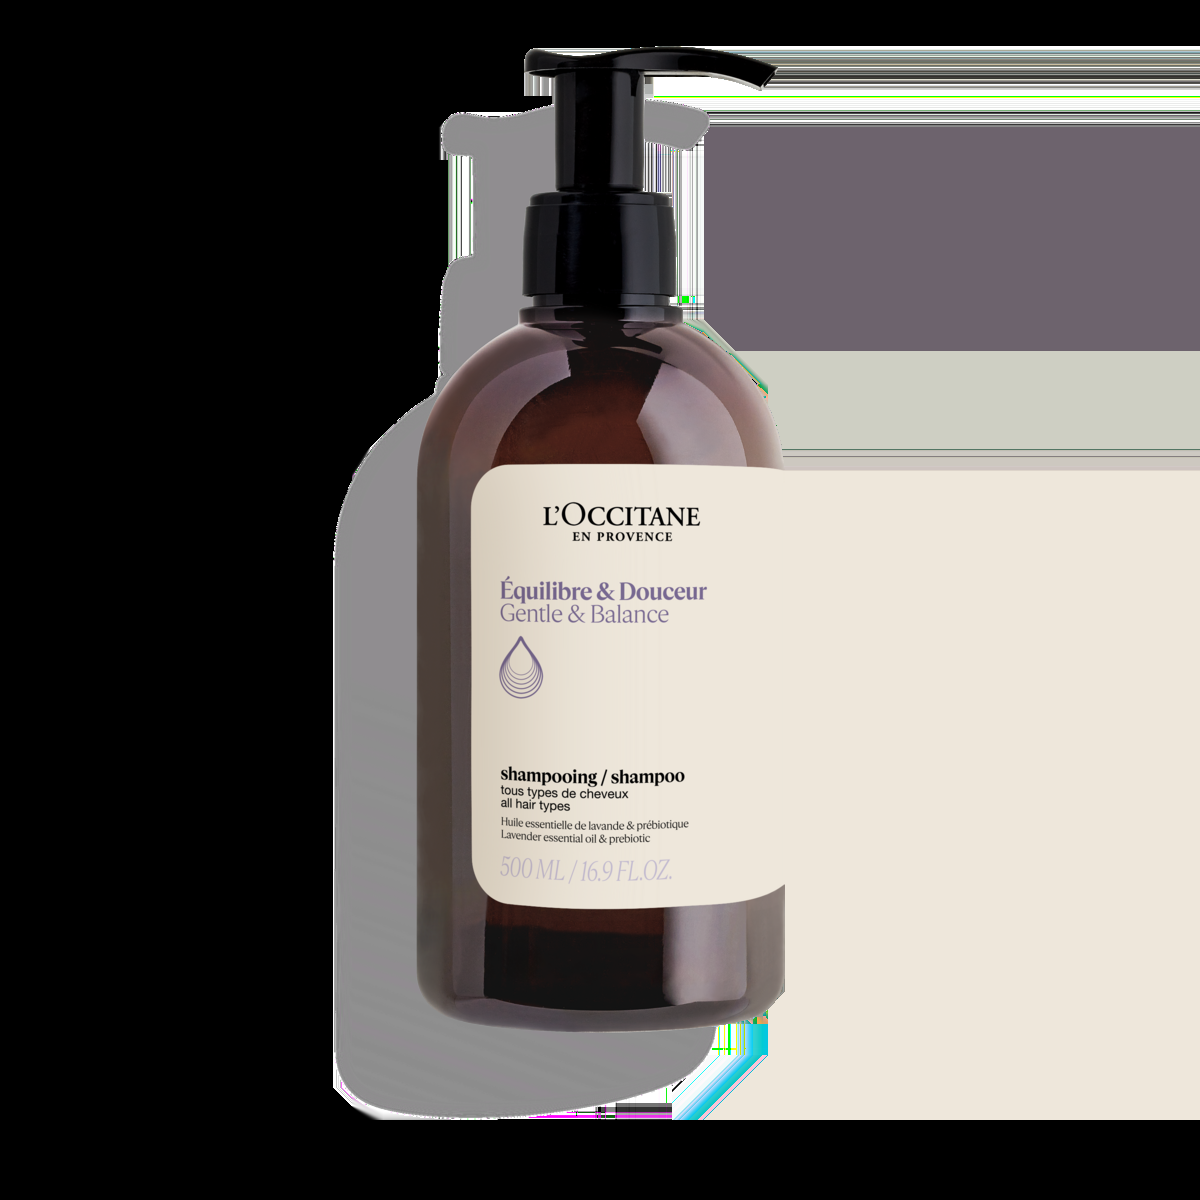 L'OCCITANE
EN PROVENCE
Équilibre & Douceur
Gentle & Balance
shampooing / shampoo
tous types de cheveux
all hair types
Huile essentielle de lavande & prébiotique
Lavender essential oil & prebiotic
500 ML / 16.9 FL.OZ.